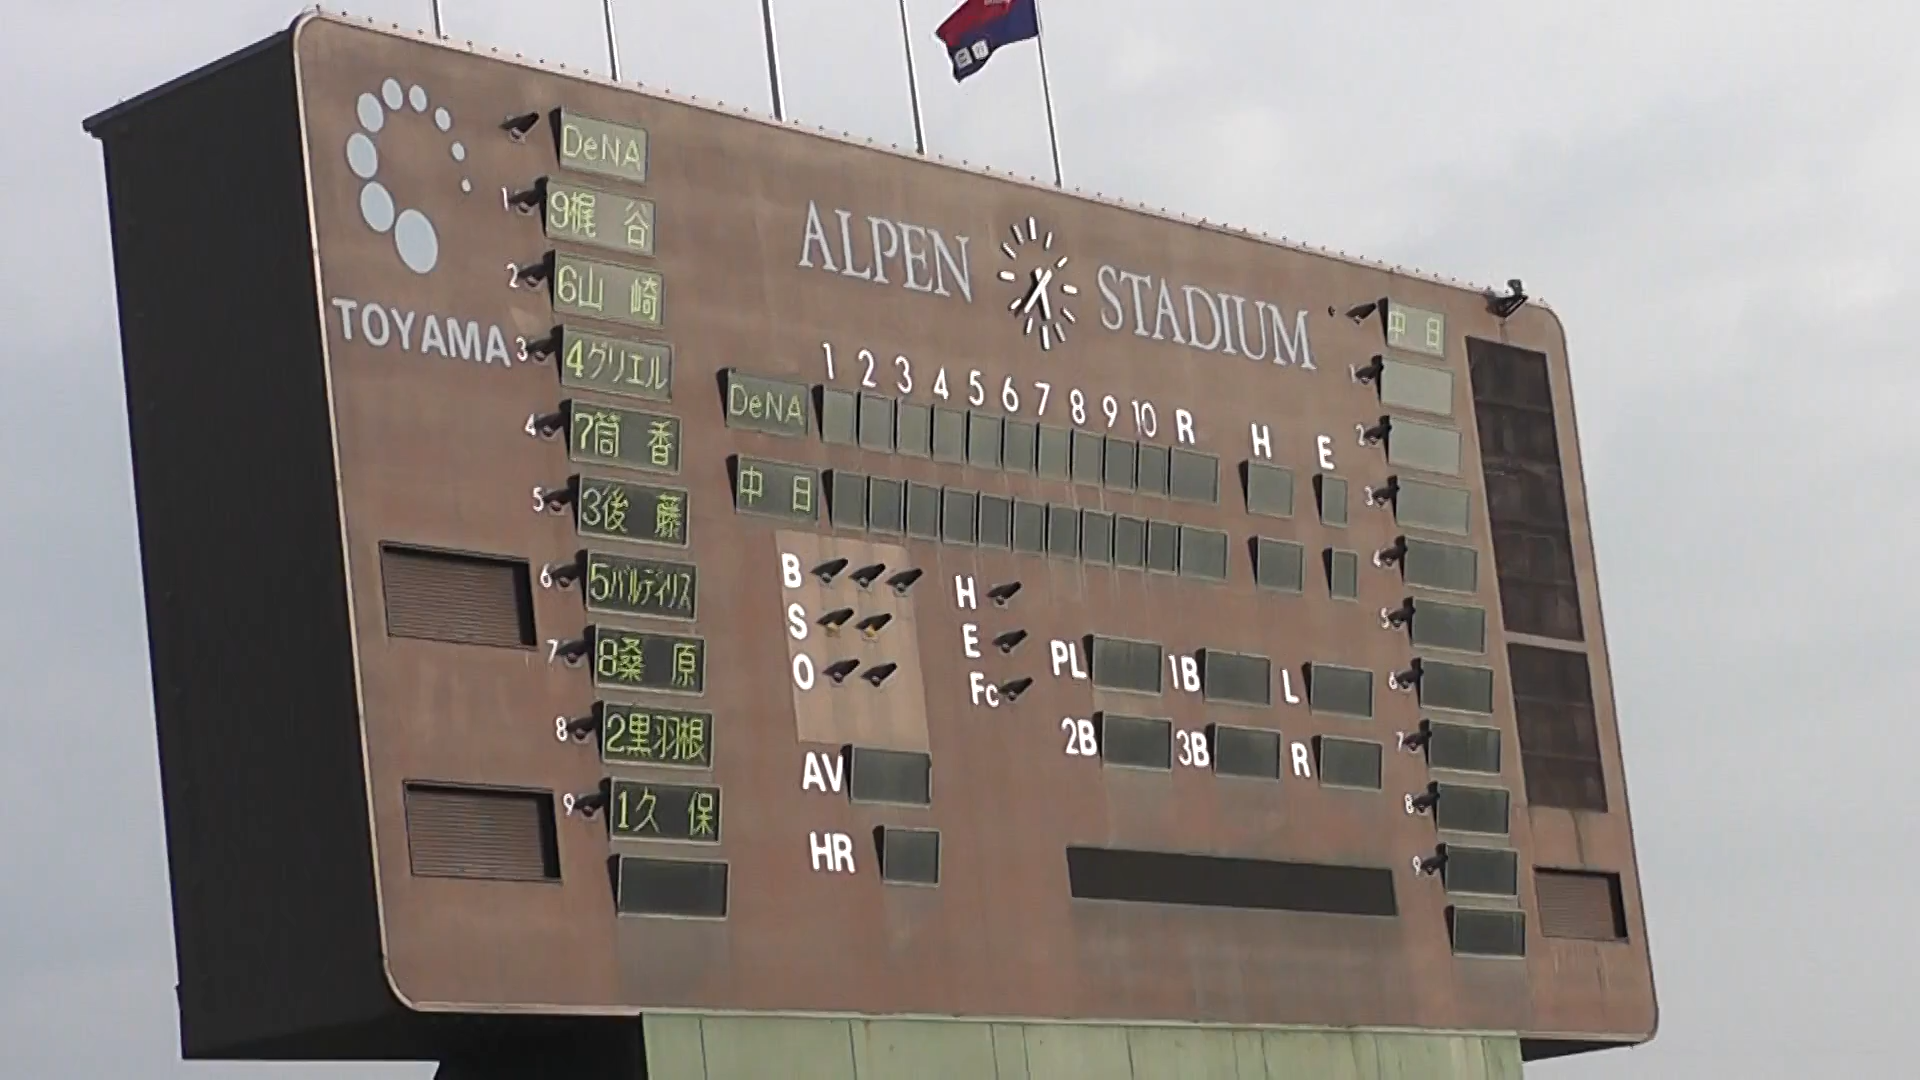 DeNA
1 9梶谷
2 6山崎
3 4グリエル
4 7筒香
5 3後藤
6 5バルディリス
7 8桑原
8 2黒羽根
9 1久保
TOYAMA
ALPEN STADIUM
1 2 3 4 5 6 7 8 9 10 R H E
DeNA
中日
B
S
O
H
E
Fc
PL 1B L
2B 3B R
AV
HR
中日
1
2
3
4
5
6
7
8
9